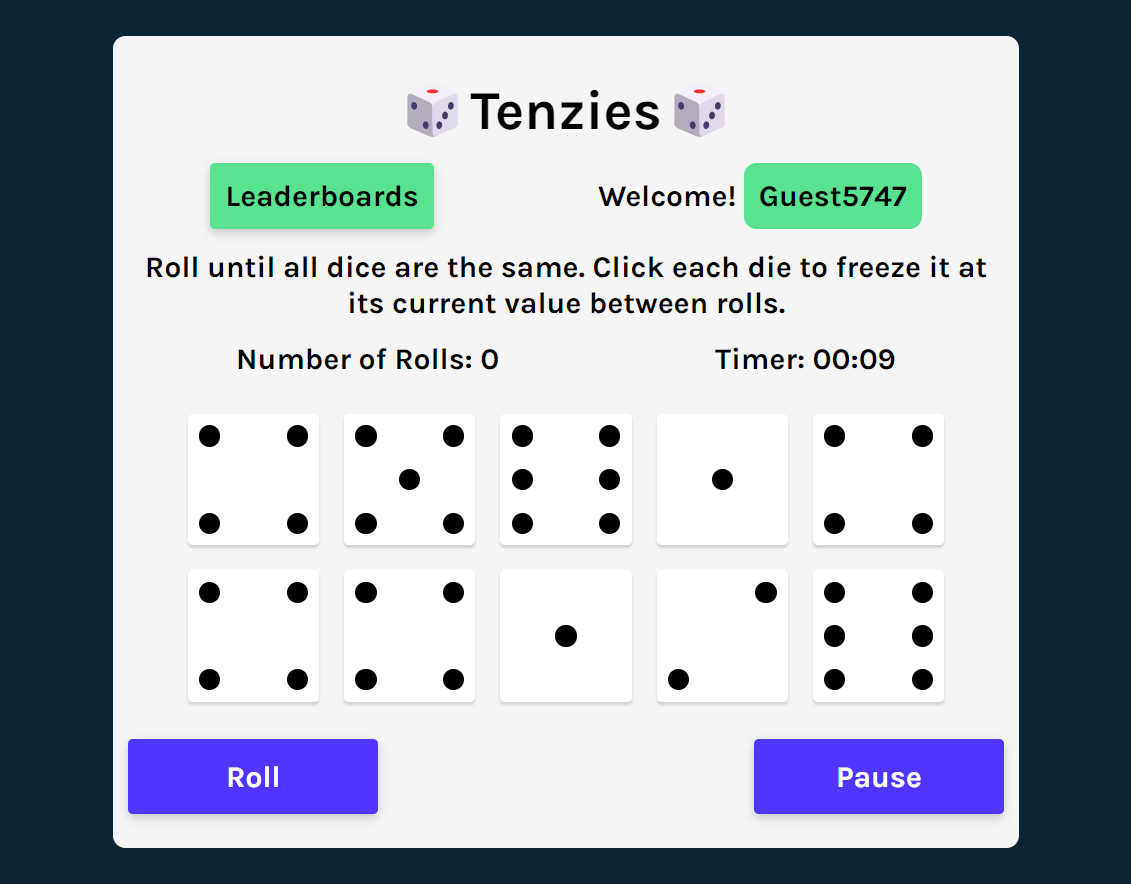 Tenzies
Leaderboards
Welcome! Guest5747
Roll until all dice are the same. Click each die to freeze it at
its current value between rolls.
Number of Rolls: 0
Timer: 00:09
Roll
Pause